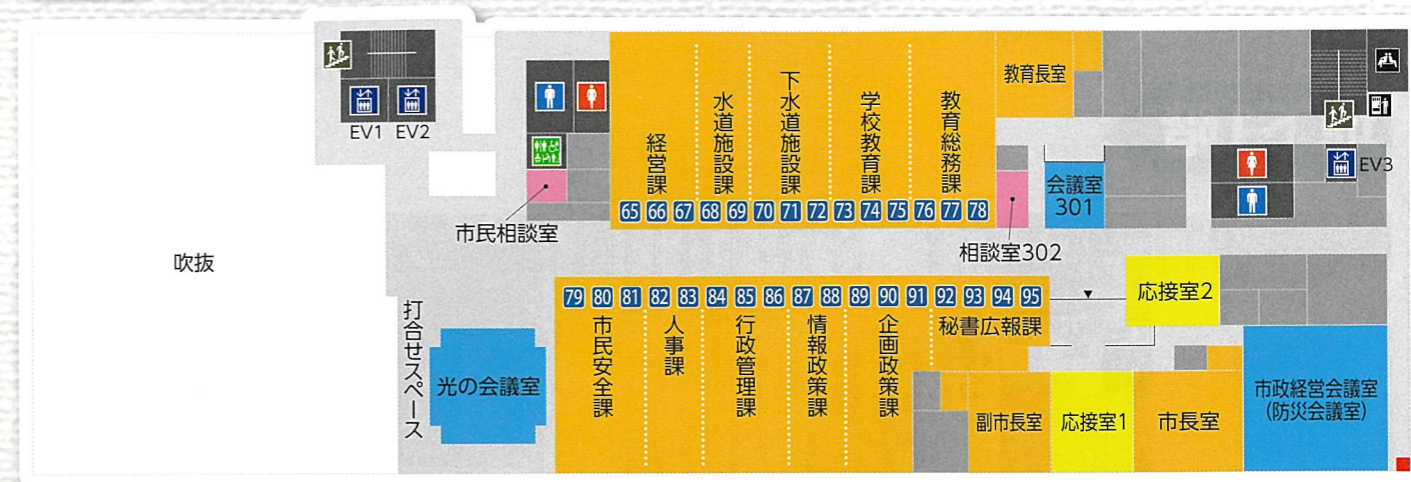 EV1 EV2
経営課
水道施設課
下水道施設課
学校教育課
教育総務課
教育長室
65 66 67 68 69 70 71 72 73 74 75 76 77 78
市民相談室
相談室302
会議室
301
EV3
吹抜
打合せスペース
光の会議室
79 80 81 82 83 84 85 86 87 88 89 90 91 92 93 94 95
市民安全課
人事課
行政管理課
情報政策課
企画政策課
秘書広報課
応接室2
副市長室
応接室1
市長室
市政経営会議室
(防災会議室)